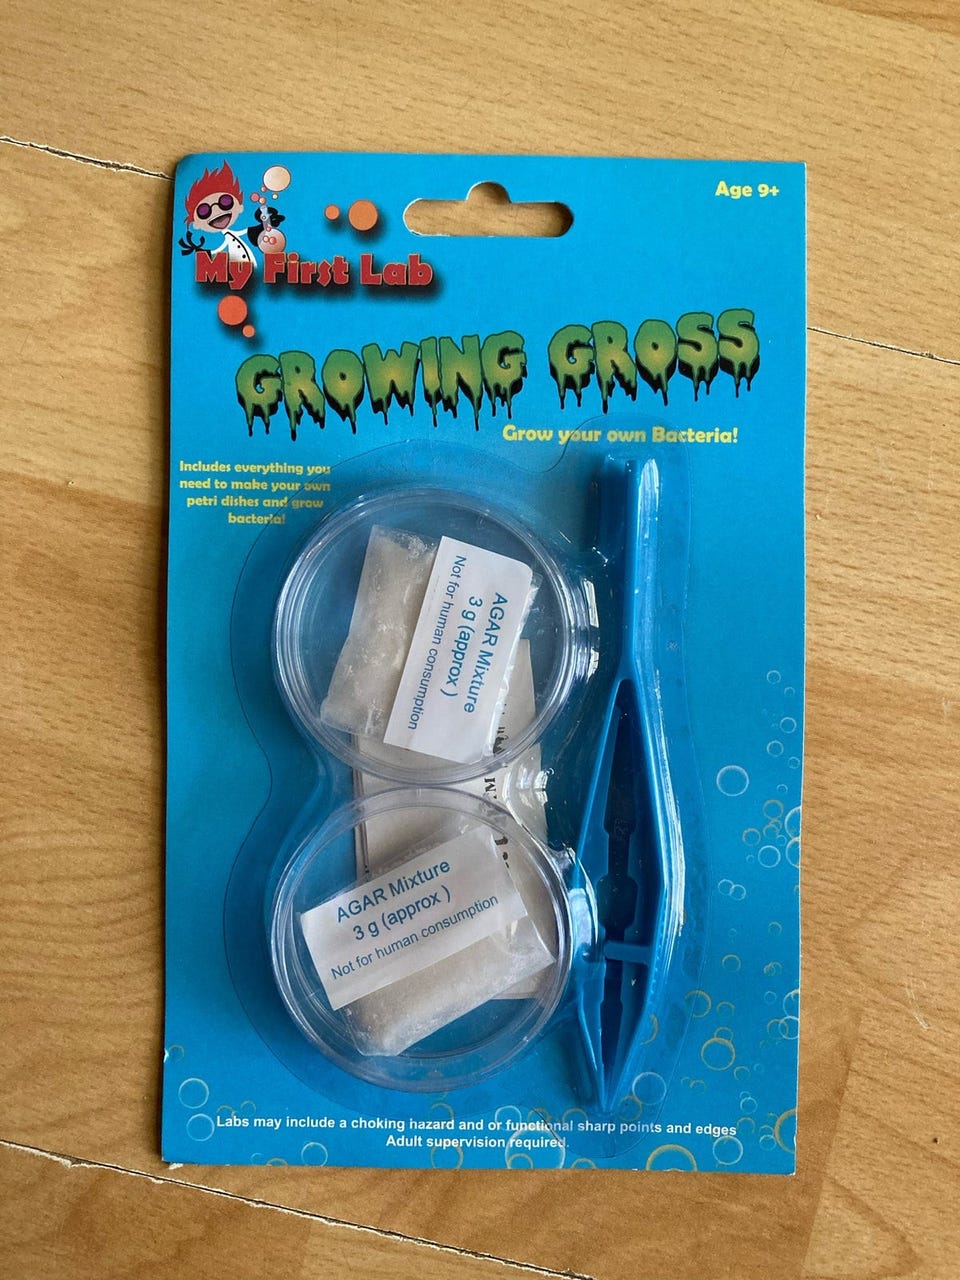 Age 9+
My First Lab
GROWING GROSS
Grow your own Bacteria!
Includes everything you
need to make your own
petri dishes and grow
bacteria!
AGAR Mixture
3 g (approx )
Not for human consumption
AGAR Mixture
3 g (approx )
Not for human consumption
Labs may include a choking hazard and or functional sharp points and edges
Adult supervision required.